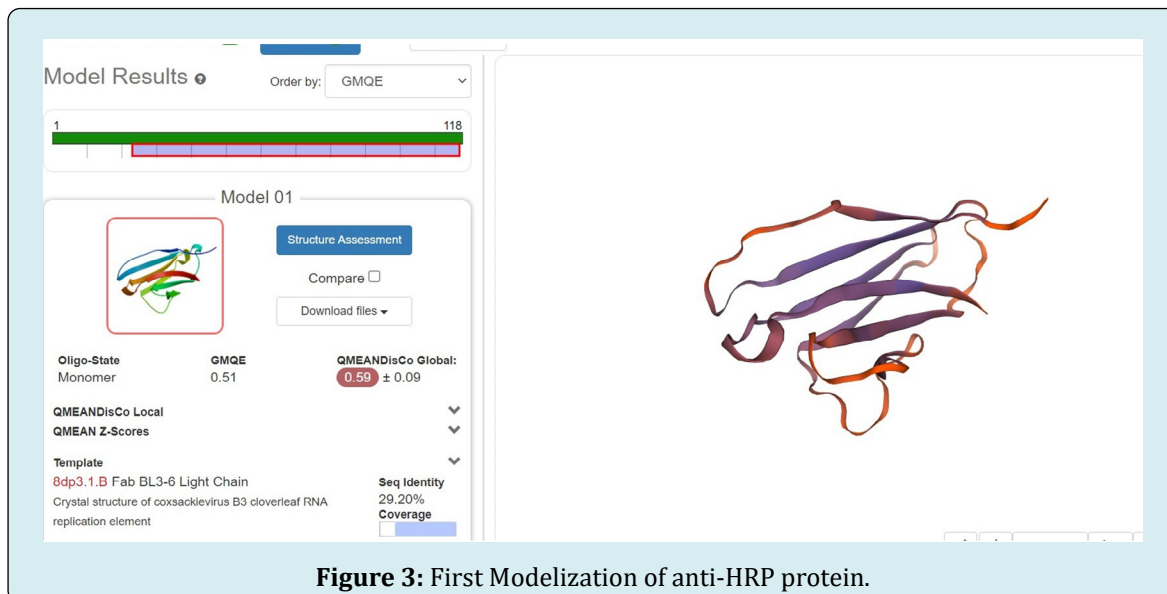 Model Results
Order by: GMQE
1 118
Model 01
Structure Assessment
Compare
Download files
Oligo-State GMQE QMEANDisCo Global:
Monomer 0.51 0.59 ± 0.09
QMEANDisCo Local
QMEAN Z-Scores
Template
8dp3.1.B Fab BL3-6 Light Chain Seq Identity
Crystal structure of coxsackievirus B3 cloverleaf RNA 29.20%
replication element Coverage
Figure 3: First Modelization of anti-HRP protein.